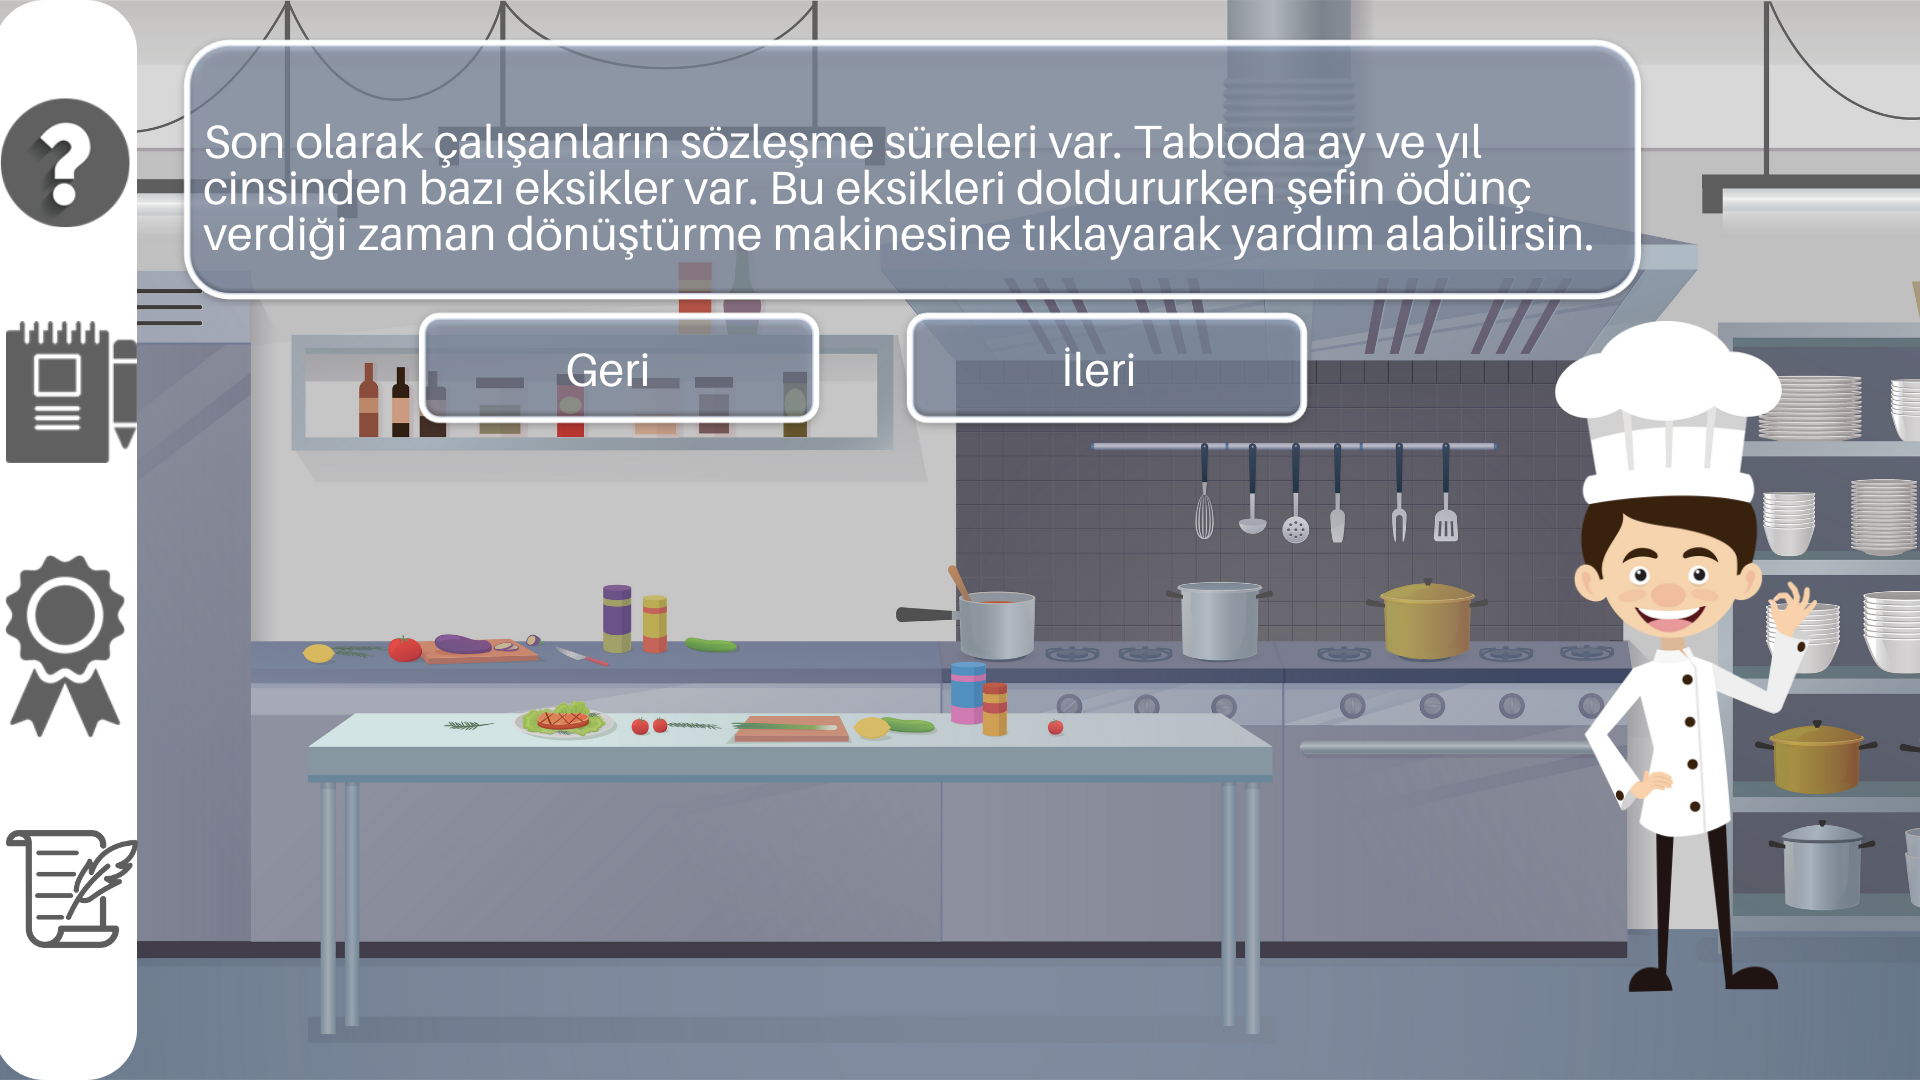 Son olarak çalışanların sözleşme süreleri var. Tabloda ay ve yıl
cinsinden bazı eksikler var. Bu eksikleri doldururken şefin ödünç
verdiği zaman dönüştürme makinesine tıklayarak yardım alabilirsin.
Geri
İleri